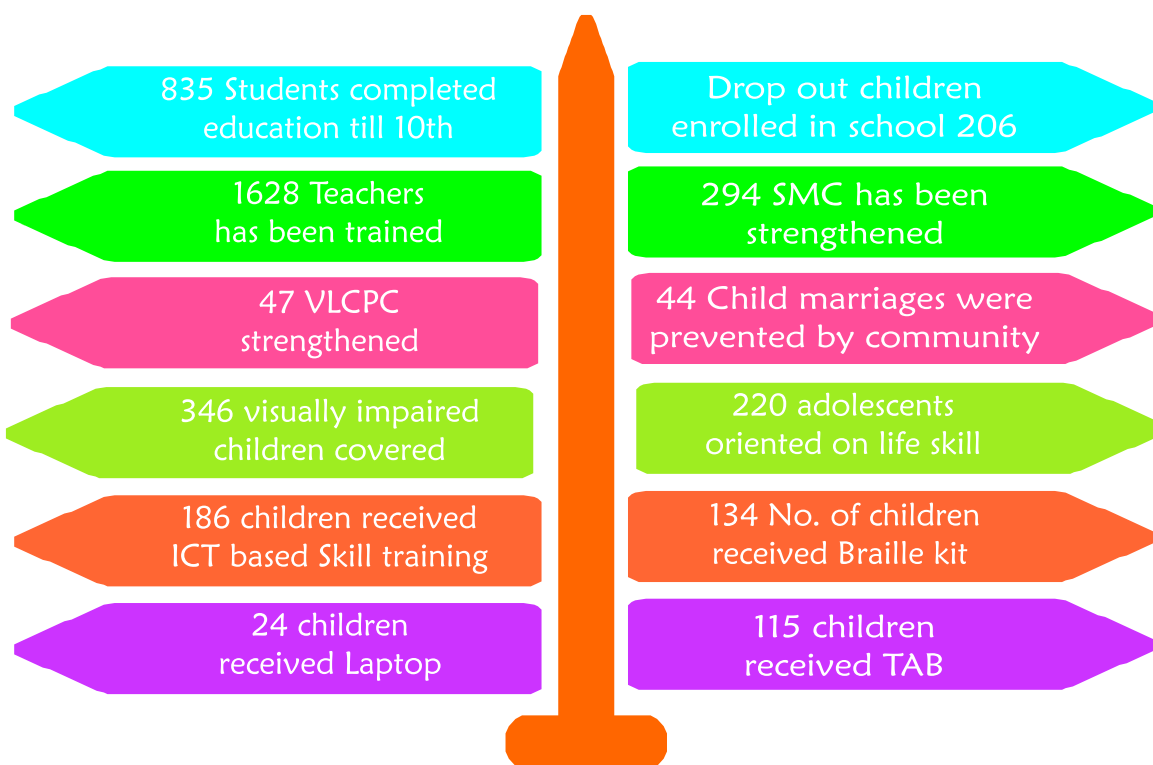 835 Students completed
education till 10th
Drop out children
enrolled in school 206
1628 Teachers
has been trained
294 SMC has been
strengthened
47 VLCPC
strengthened
44 Child marriages were
prevented by community
346 visually impaired
children covered
220 adolescents
oriented on life skill
186 children received
ICT based Skill training
134 No. of children
received Braille kit
24 children
received Laptop
115 children
received TAB